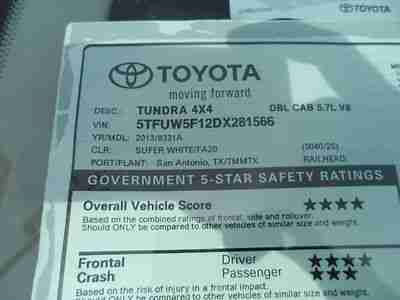 TOYOTA
moving forward
DESC: TUNDRA 4X4 DBL CAB 5.7L V8
VIN: 5TFUW5F12DX281566
YR/MDL: 2013/8331A
CLR: SUPER WHITE/FA20 (0040/20)
PORT/PLANT: San Antonio, TX/TMMTX RAILHEAD
GOVERNMENT 5-STAR SAFETY RATINGS
Overall Vehicle Score ★★★★
Based on the combined ratings of frontal, side and rollover.
Should ONLY be compared to other vehicles of similar size and weight.
Frontal Driver ★★★★
Crash Passenger ★★★
Based on the risk of injury in a frontal impact.
Should ONLY be compared to other vehicles of similar size and weight.